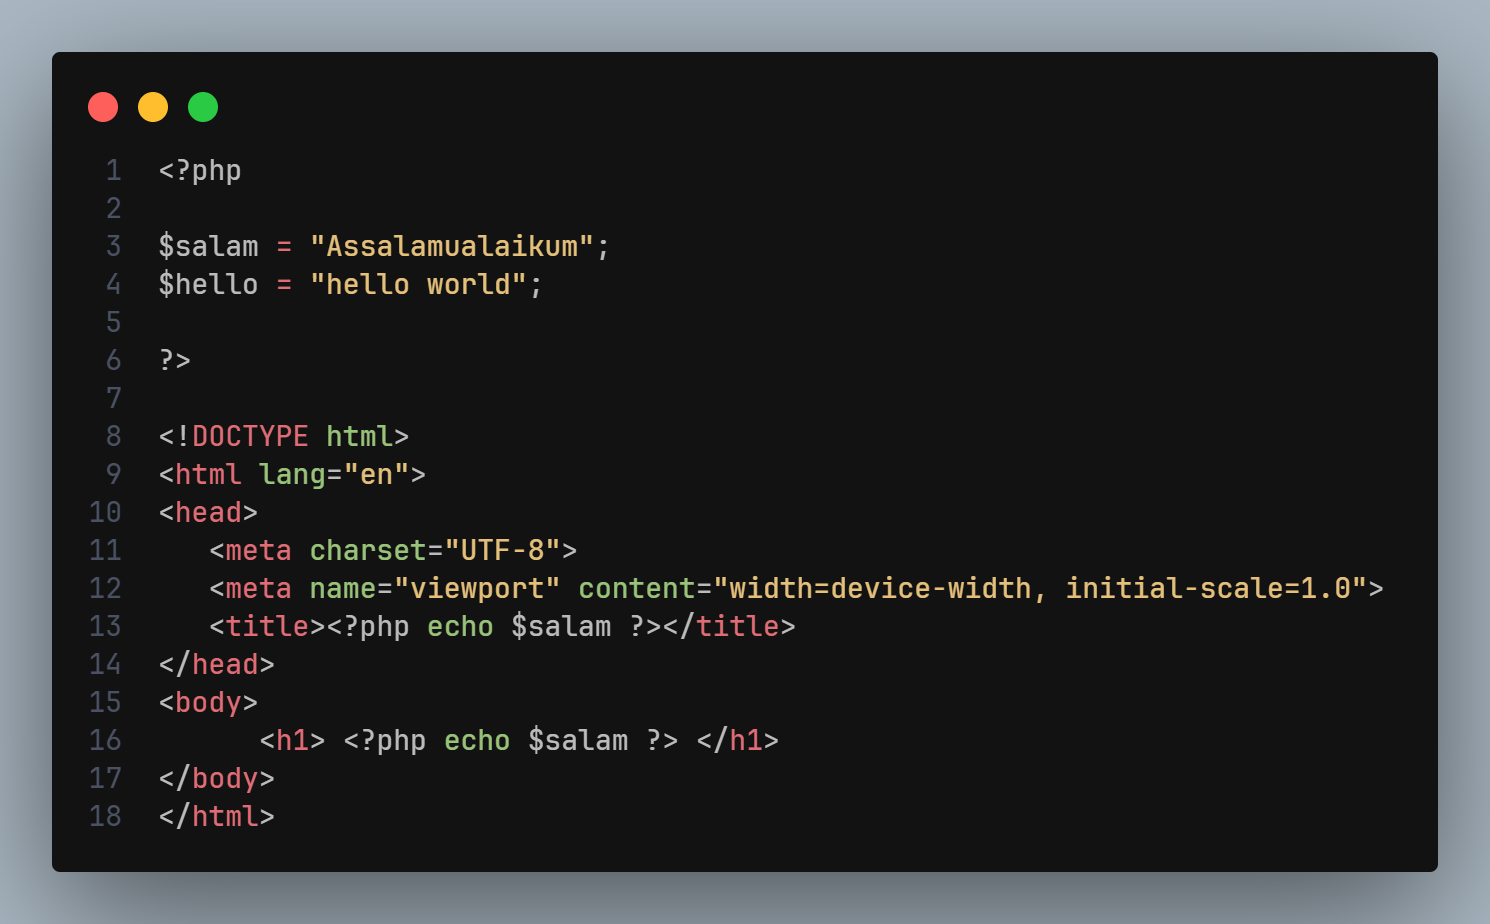 1 <?php
2
3 $salam = "Assalamualaikum";
4 $hello = "hello world";
5
6 ?>
7
8 <!DOCTYPE html>
9 <html lang="en">
10 <head>
11    <meta charset="UTF-8">
12    <meta name="viewport" content="width=device-width, initial-scale=1.0">
13    <title><?php echo $salam ?></title>
14 </head>
15 <body>
16       <h1> <?php echo $salam ?> </h1>
17 </body>
18 </html>